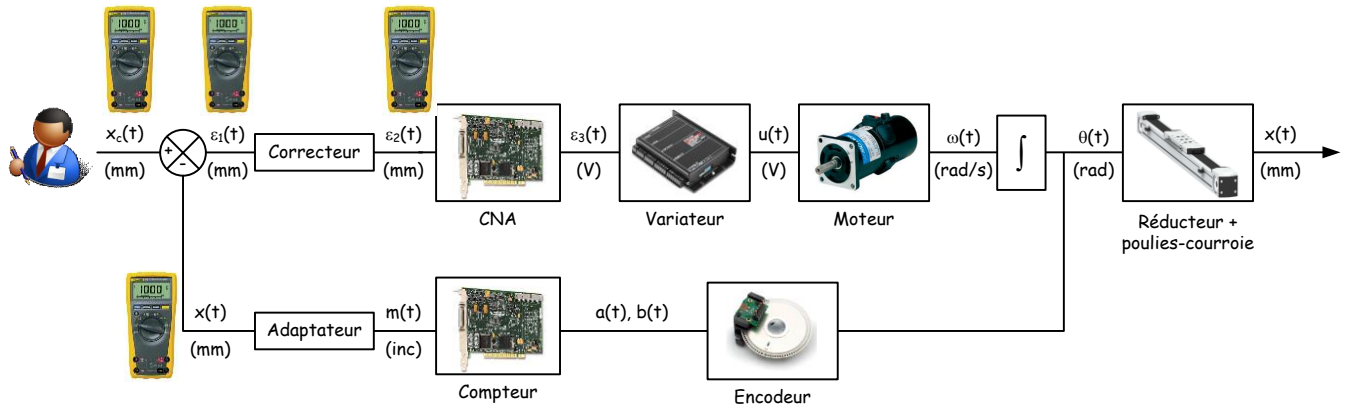 1000
1000
1000
x_c(t)
(mm)
+
-
ε₁(t)
(mm)
Correcteur
ε₂(t)
(mm)
CNA
ε₃(t)
(V)
Variateur
u(t)
(V)
Moteur
ω(t)
(rad/s)
∫
θ(t)
(rad)
Réducteur +
poulies-courroie
x(t)
(mm)
1000
x(t)
(mm)
Adaptateur
m(t)
(inc)
Compteur
a(t), b(t)
Encodeur